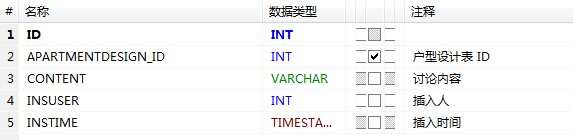 # 名称 数据类型 注释
1 ID INT
2 APARTMENTDESIGN_ID INT 户型设计表 ID
3 CONTENT VARCHAR 讨论内容
4 INSUSER INT 插入人
5 INSTIME TIMESTA... 插入时间